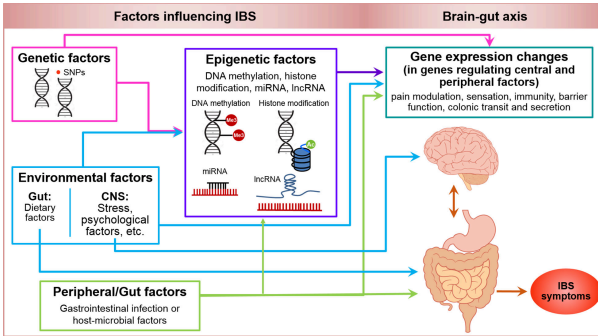 Factors influencing IBS
Brain-gut axis
Genetic factors
SNPs
Epigenetic factors
DNA methylation, histone
modification, miRNA, lncRNA
DNA methylation
Histone modification
Me3
Me3
Ac
miRNA
lncRNA
Gene expression changes
(in genes regulating central and
peripheral factors)
pain modulation, sensation, immunity, barrier
function, colonic transit and secretion
Environmental factors
Gut:
Dietary
factors
CNS:
Stress,
psychological
factors, etc.
Peripheral/Gut factors
Gastrointestinal infection or
host-microbial factors
IBS
symptoms